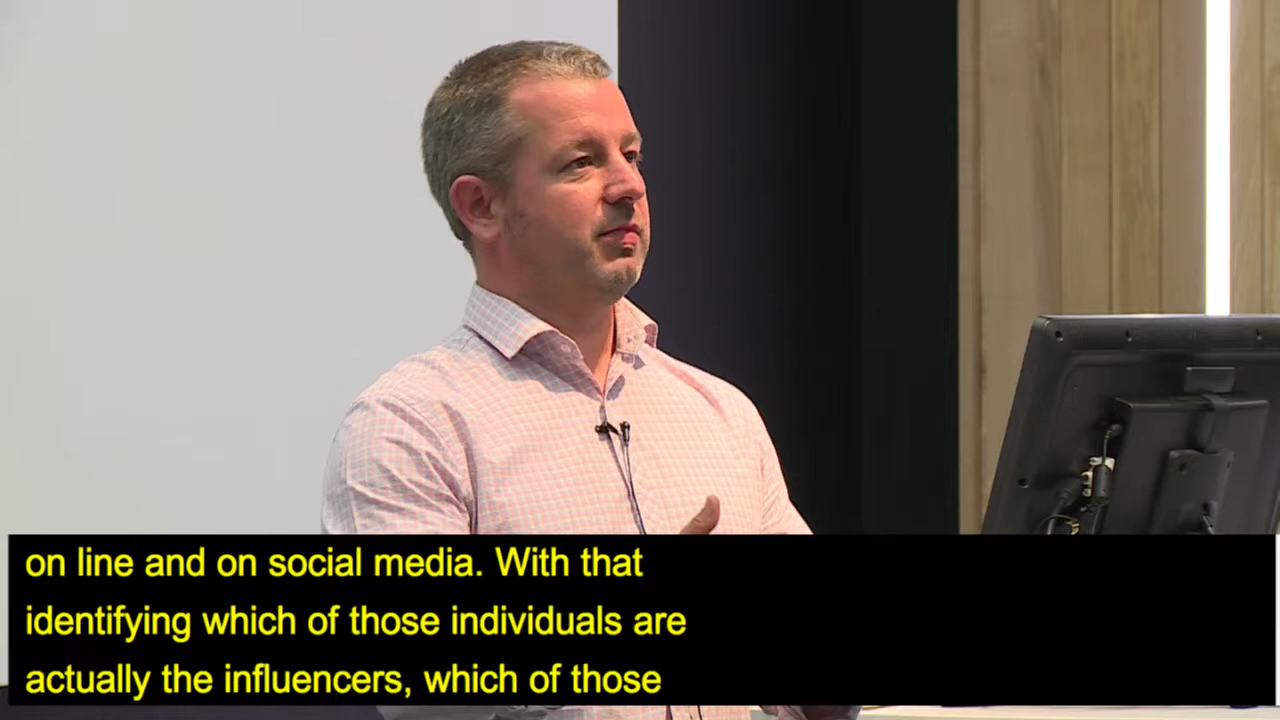 on line and on social media. With that
identifying which of those individuals are
actually the influencers, which of those